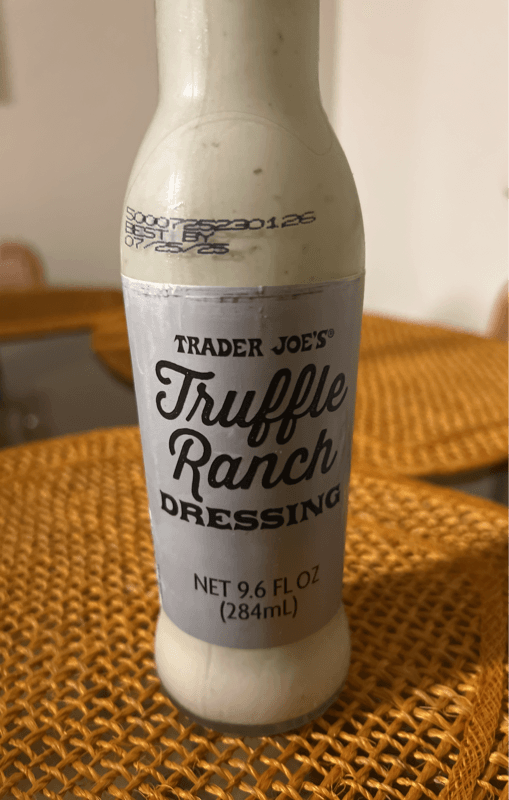 5000725230126
BEST BY
07/25/25
TRADER JOE'S®
Truffle
Ranch
DRESSING
NET 9.6 FL OZ
(284mL)